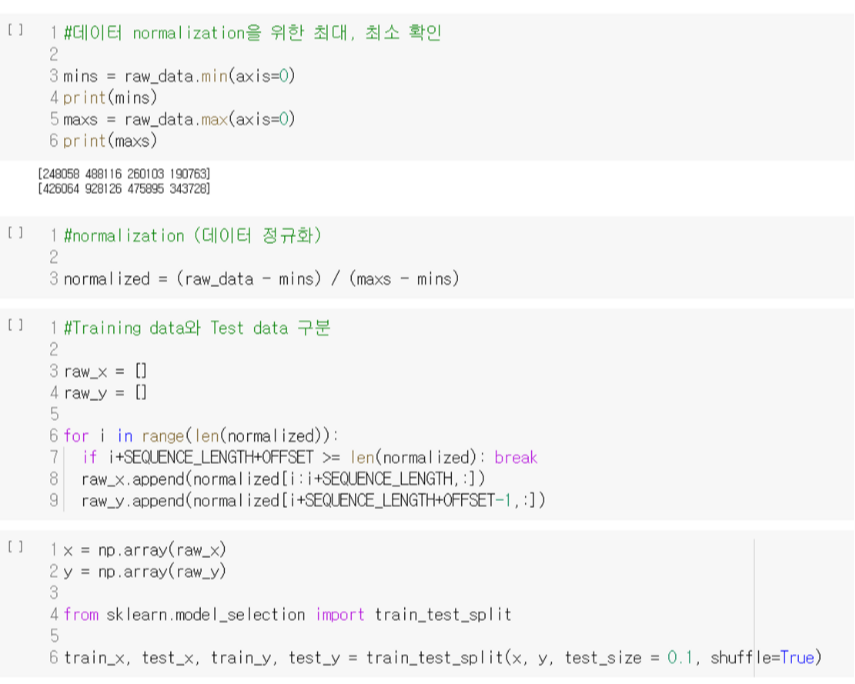 [ ] 1 #데이터 normalization을 위한 최대, 최소 확인
2
3 mins = raw_data.min(axis=0)
4 print(mins)
5 maxs = raw_data.max(axis=0)
6 print(maxs)
[248058 488116 260103 190763]
[426064 928126 475895 343728]
[ ] 1 #normalization (데이터 정규화)
2
3 normalized = (raw_data - mins) / (maxs - mins)
[ ] 1 #Training data와 Test data 구분
2
3 raw_x = []
4 raw_y = []
5
6 for i in range(len(normalized)):
7   if i+SEQUENCE_LENGTH+OFFSET >= len(normalized): break
8   raw_x.append(normalized[i:i+SEQUENCE_LENGTH,:])
9   raw_y.append(normalized[i+SEQUENCE_LENGTH+OFFSET-1,:])
[ ] 1 x = np.array(raw_x)
2 y = np.array(raw_y)
3
4 from sklearn.model_selection import train_test_split
5
6 train_x, test_x, train_y, test_y = train_test_split(x, y, test_size = 0.1, shuffle=True)